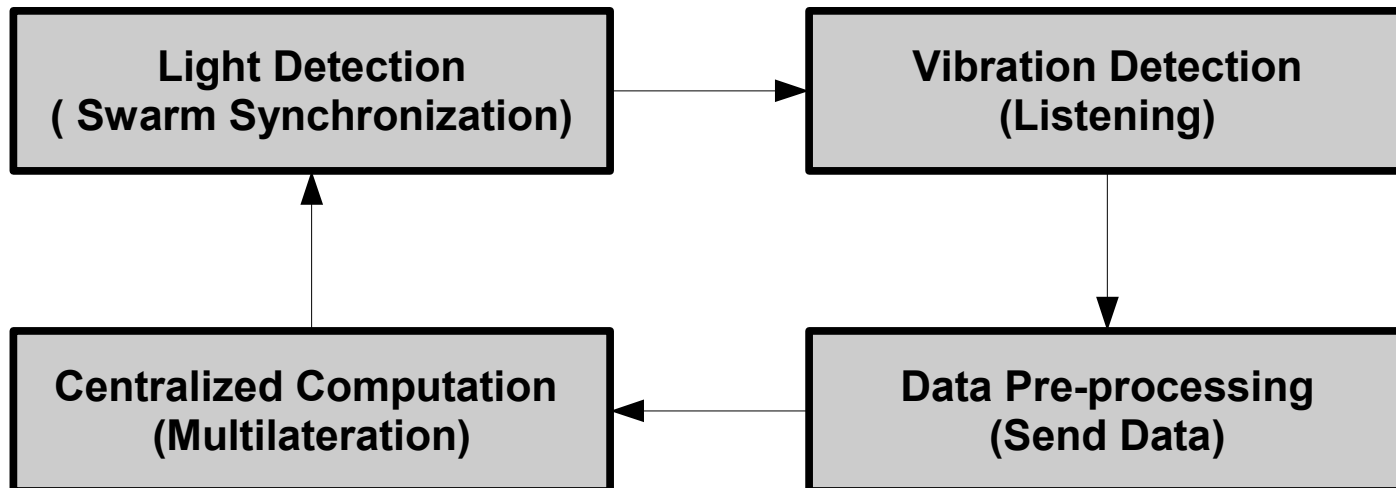 Light Detection
( Swarm Synchronization)
Vibration Detection
(Listening)
Centralized Computation
(Multilateration)
Data Pre-processing
(Send Data)